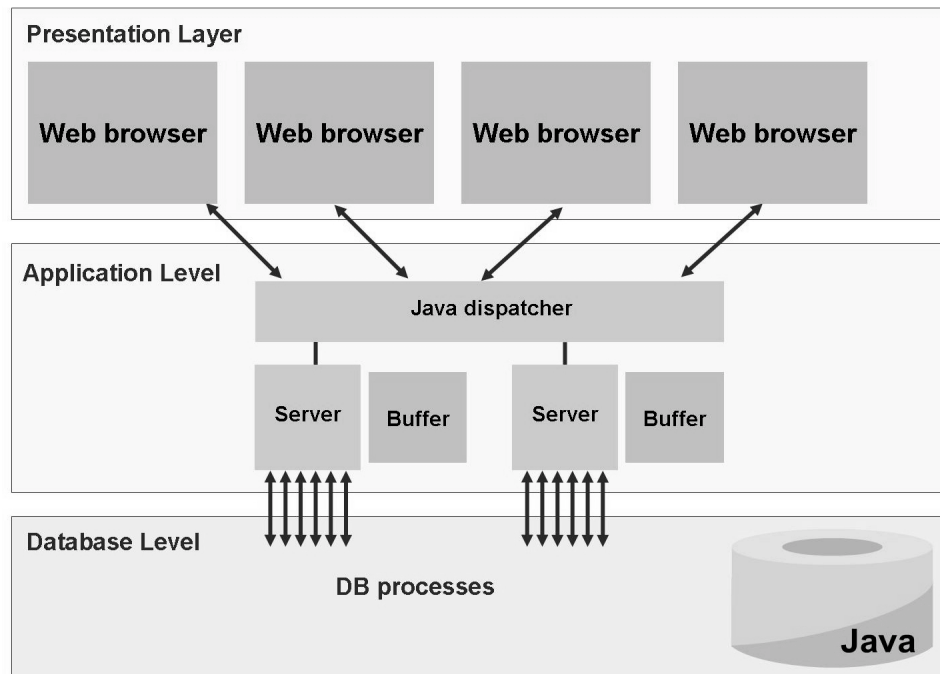 Presentation Layer
Web browser
Web browser
Web browser
Web browser
Application Level
Java dispatcher
Server
Buffer
Server
Buffer
Database Level
DB processes
Java